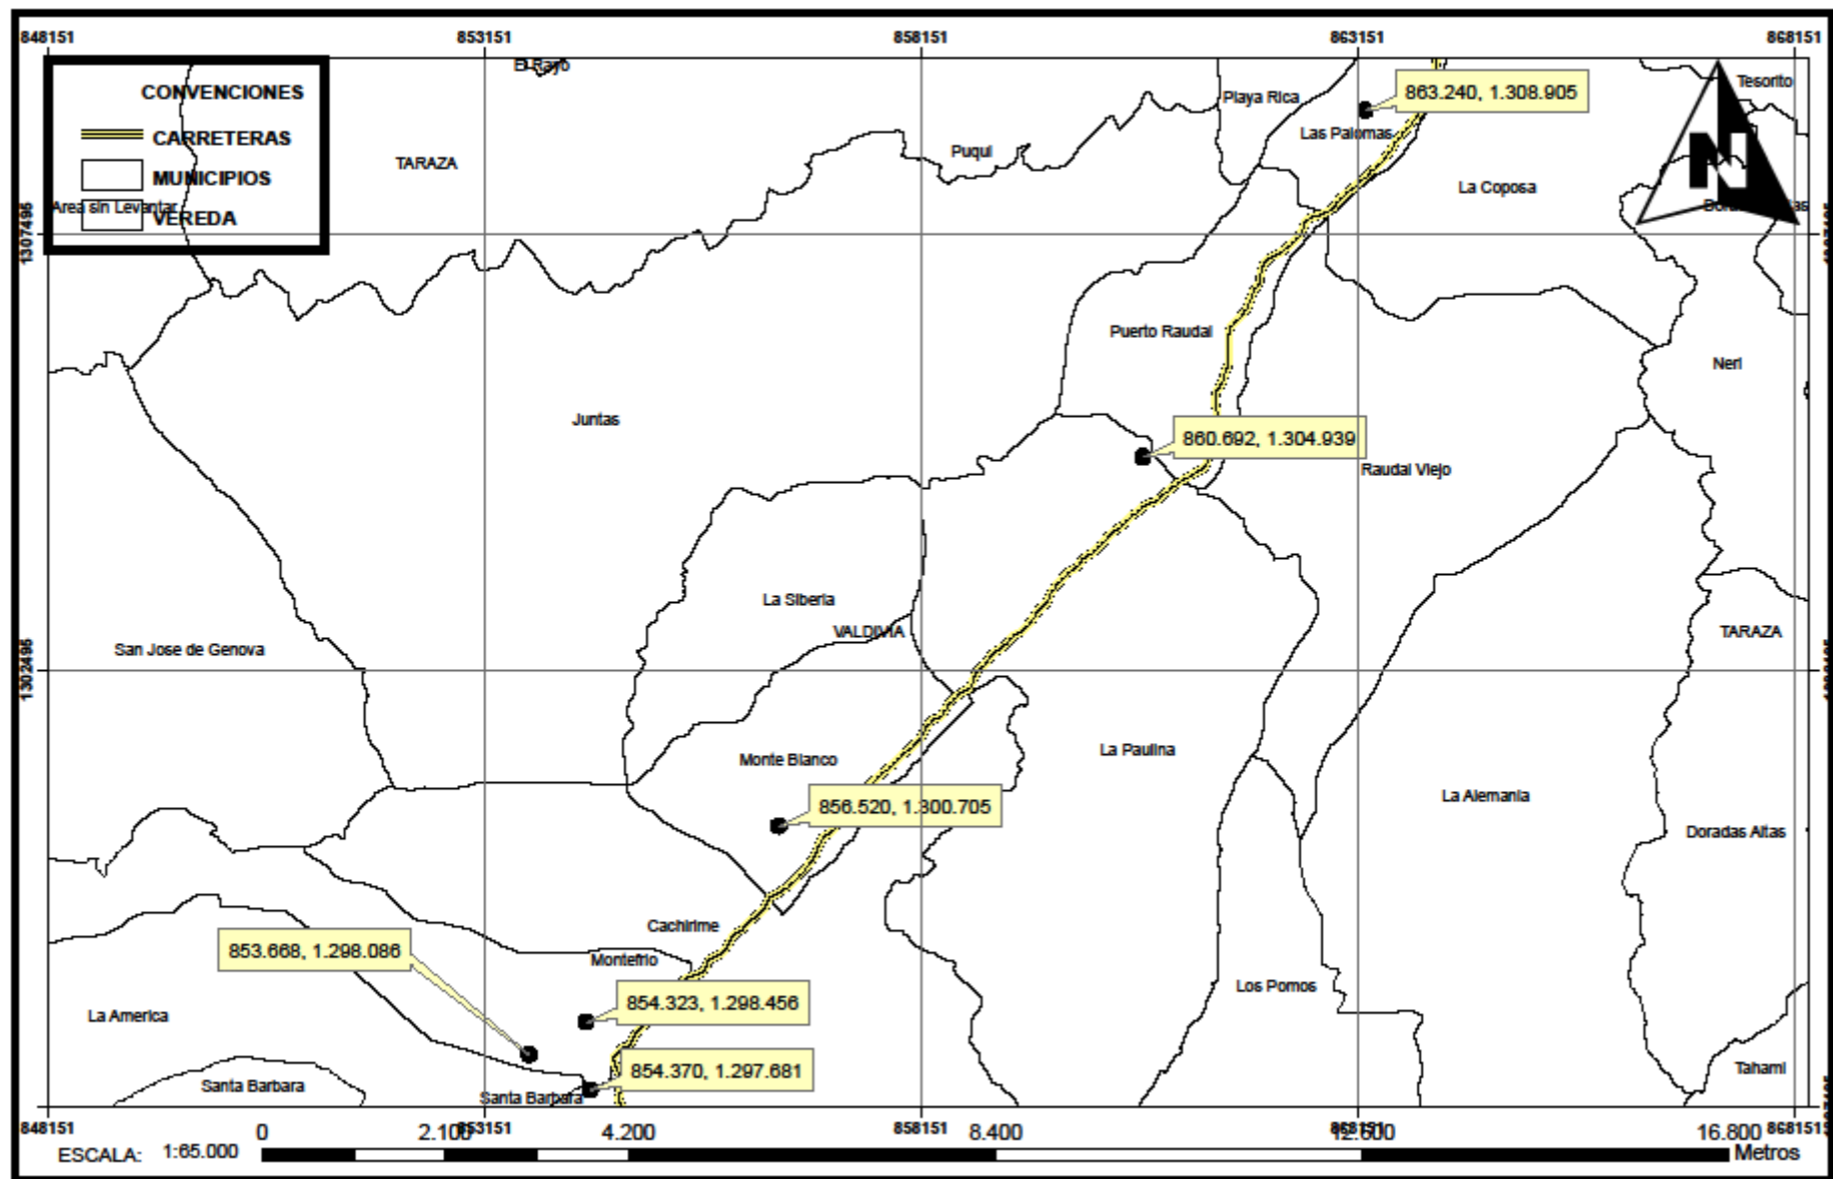 848151 853151 858151 863151 868151
CONVENCIONES
CARRETERAS
MUNICIPIOS
VEREDA
Area sin Levantar
El Rayo
TARAZA
Puqui
Playa Rica
Las Palomas
863.240, 1.308.905
Tesorito
N
La Coposa
1307495
Puerto Raudal
Neri
Juntas
860.692, 1.304.939
Raudal Viejo
La Siberia
VALDIVIA
TARAZA
San Jose de Genova
1302495
Monte Blanco
La Paulina
856.520, 1.300.705
La Alemania
Doradas Altas
Cachirime
853.668, 1.298.086
Montefrio
854.323, 1.298.456
Los Pomos
La America
854.370, 1.297.681
Santa Barbara
Santa Barbara
Tahami
848151 853151 858151 868151
0 2.100 4.200 8.400 12.600 16.800
ESCALA: 1:65.000 Metros